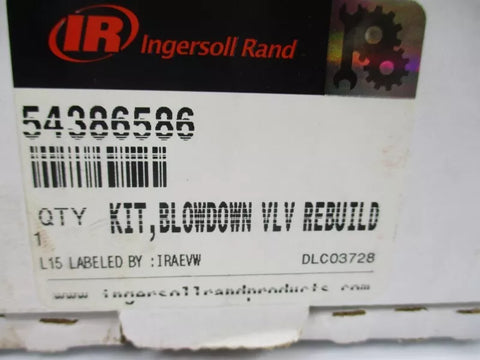 IR Ingersoll Rand
54386586
QTY KIT,BLOWDOWN VLV REBUILD
1
L15 LABELED BY :IRAEVW DLC03728
www.ingersollrandproducts.com